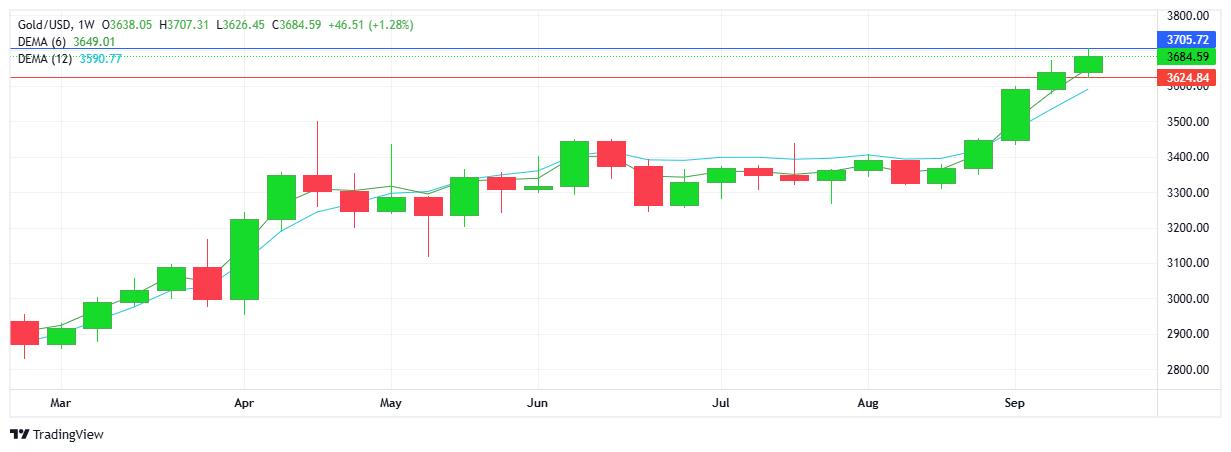 Gold/USD, 1W O3638.05 H3707.31 L3626.45 C3684.59 +46.51 (+1.28%)
DEMA (6) 3649.01
DEMA (12) 3590.77
3800.00
3705.72
3684.59
3624.84
3600.00
3500.00
3400.00
3300.00
3200.00
3100.00
3000.00
2900.00
2800.00
Mar Apr May Jun Jul Aug Sep
TradingView